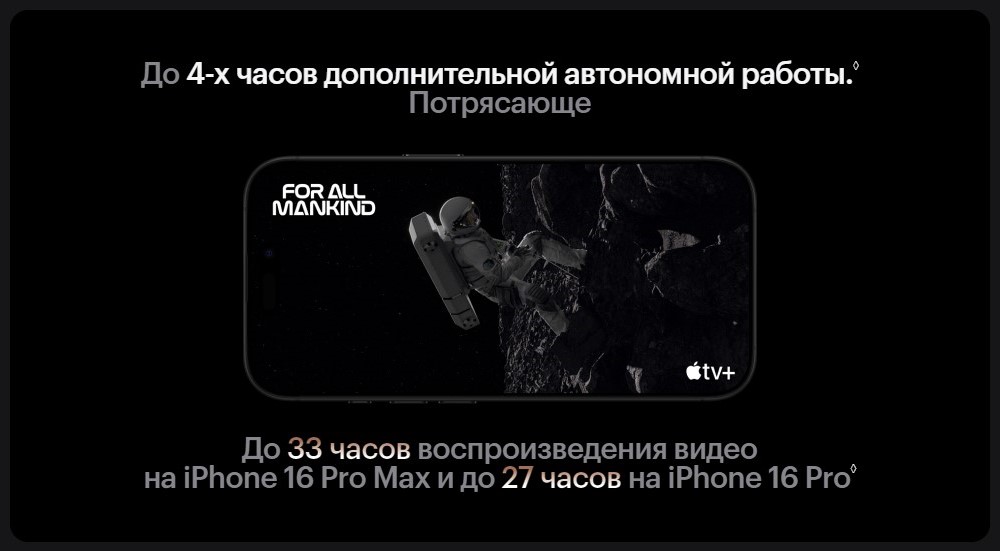 До 4-х часов дополнительной автономной работы.◊
Потрясающе
FOR ALL
MANKIND
tv+
До 33 часов воспроизведения видео
на iPhone 16 Pro Max и до 27 часов на iPhone 16 Pro◊